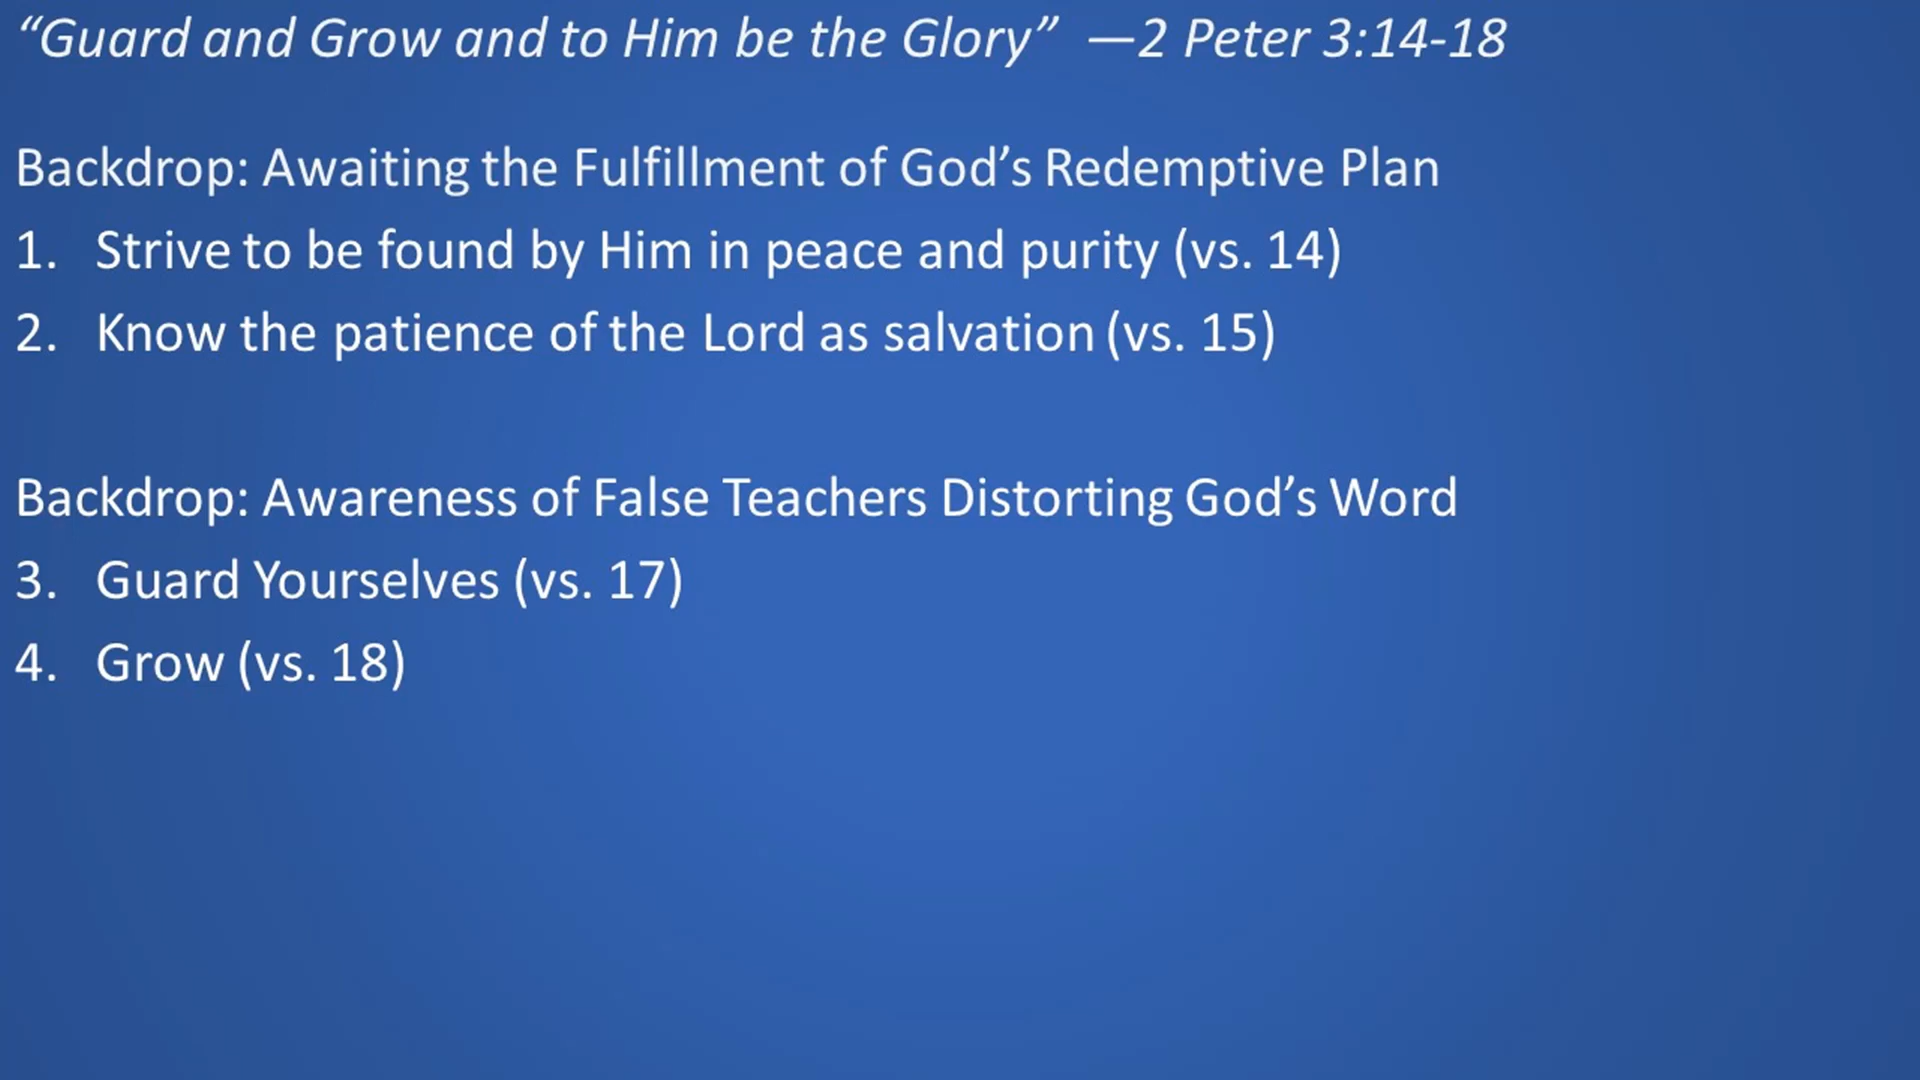 “Guard and Grow and to Him be the Glory” —2 Peter 3:14-18
Backdrop: Awaiting the Fulfillment of God’s Redemptive Plan
1. Strive to be found by Him in peace and purity (vs. 14)
2. Know the patience of the Lord as salvation (vs. 15)
Backdrop: Awareness of False Teachers Distorting God’s Word
3. Guard Yourselves (vs. 17)
4. Grow (vs. 18)